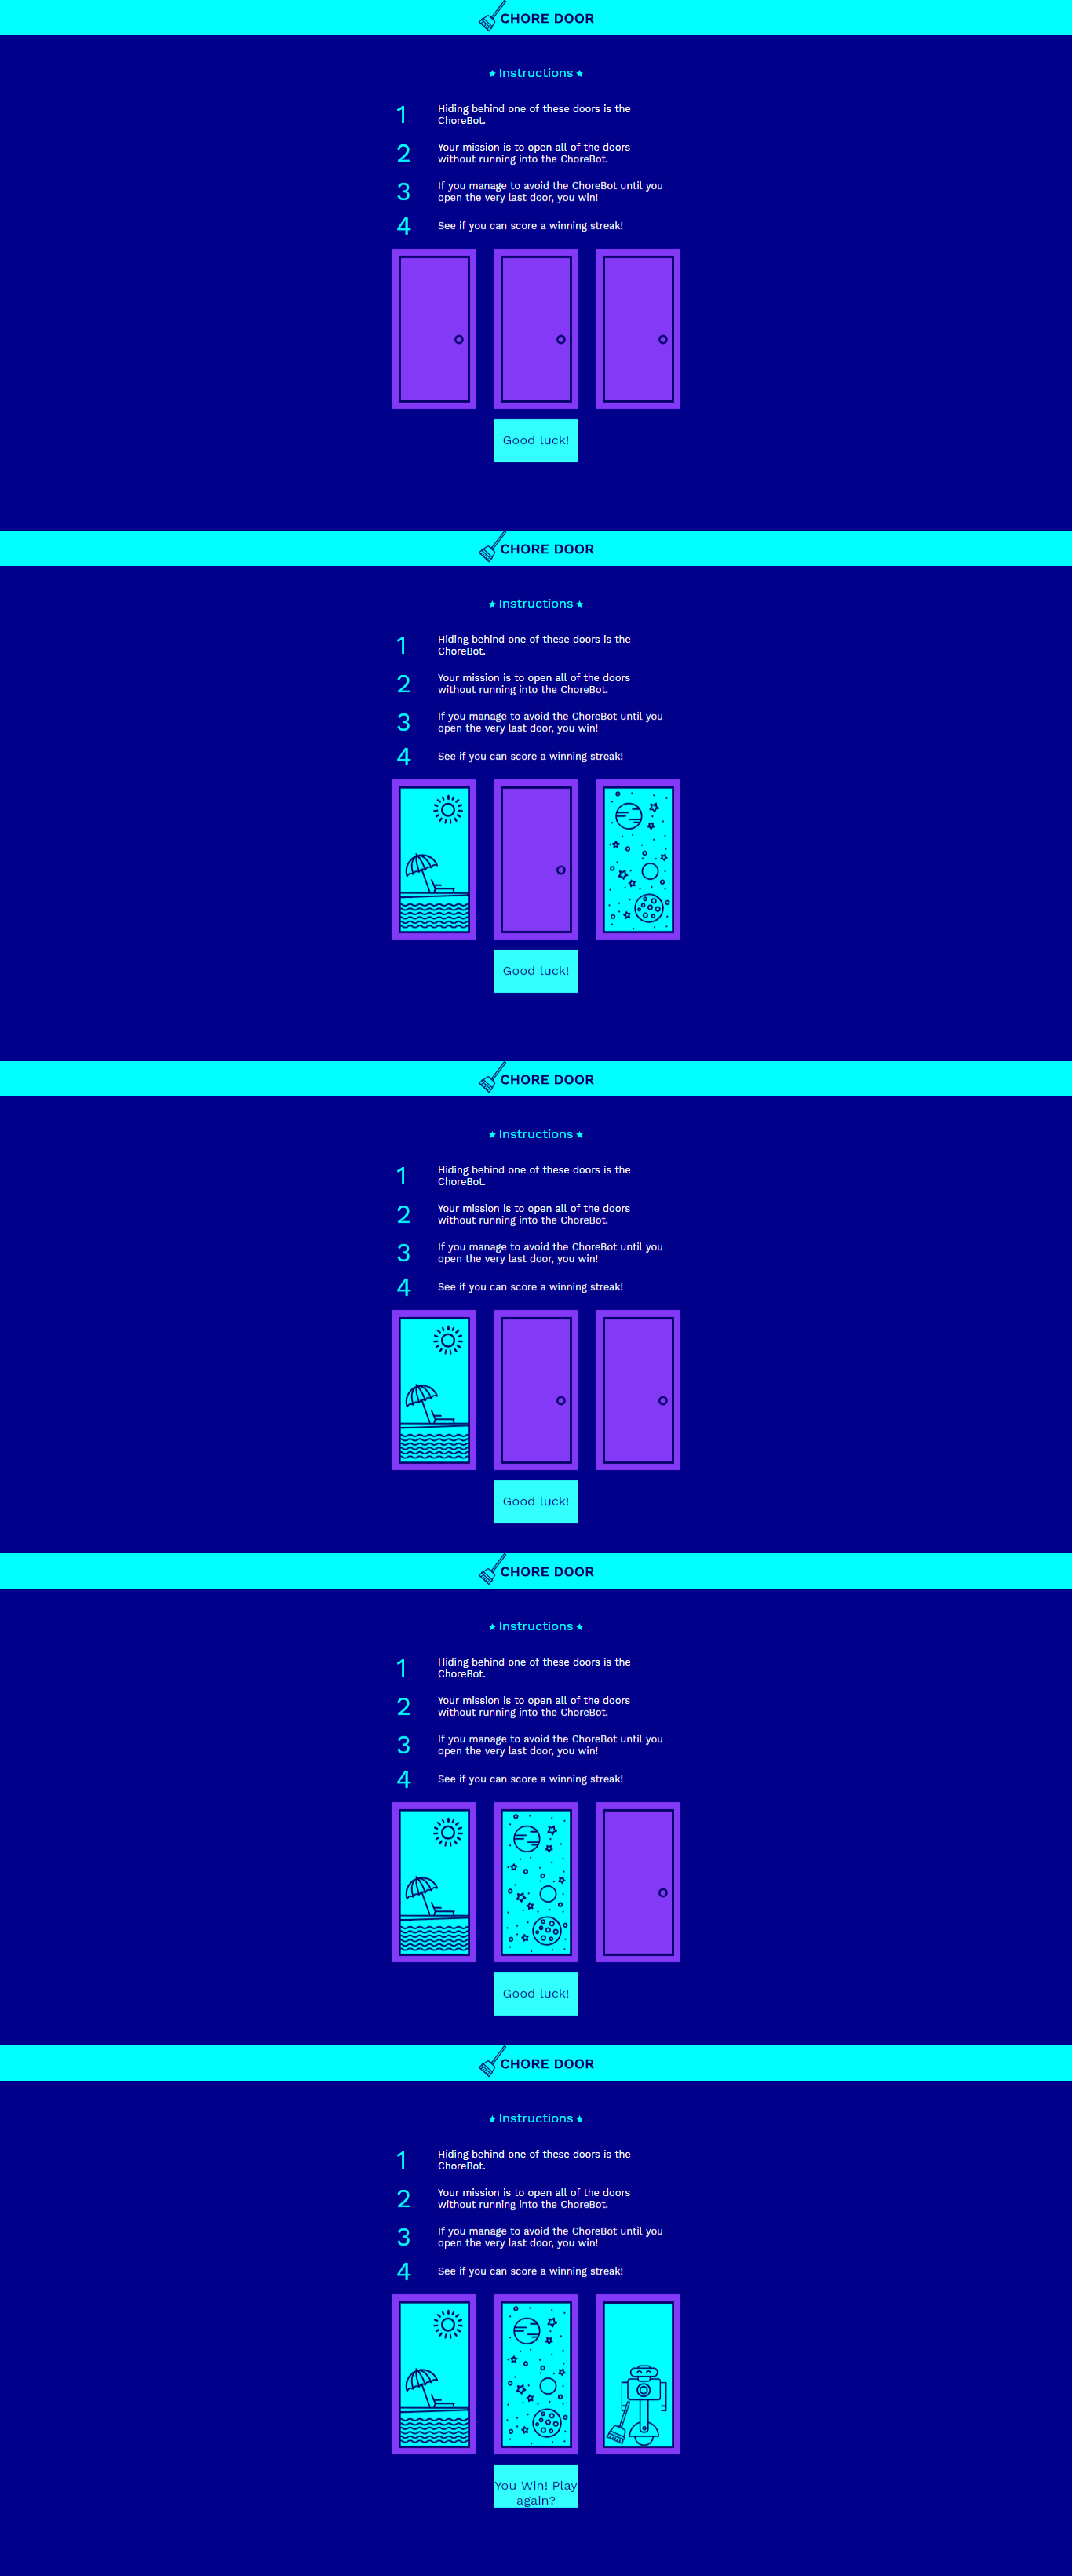 CHORE DOOR
Instructions
1
Hiding behind one of these doors is the
ChoreBot.
2
Your mission is to open all of the doors
without running into the ChoreBot.
3
If you manage to avoid the ChoreBot until you
open the very last door, you win!
4
See if you can score a winning streak!
Good luck!
CHORE DOOR
Instructions
1
Hiding behind one of these doors is the
ChoreBot.
2
Your mission is to open all of the doors
without running into the ChoreBot.
3
If you manage to avoid the ChoreBot until you
open the very last door, you win!
4
See if you can score a winning streak!
Good luck!
CHORE DOOR
Instructions
1
Hiding behind one of these doors is the
ChoreBot.
2
Your mission is to open all of the doors
without running into the ChoreBot.
3
If you manage to avoid the ChoreBot until you
open the very last door, you win!
4
See if you can score a winning streak!
Good luck!
CHORE DOOR
Instructions
1
Hiding behind one of these doors is the
ChoreBot.
2
Your mission is to open all of the doors
without running into the ChoreBot.
3
If you manage to avoid the ChoreBot until you
open the very last door, you win!
4
See if you can score a winning streak!
Good luck!
CHORE DOOR
Instructions
1
Hiding behind one of these doors is the
ChoreBot.
2
Your mission is to open all of the doors
without running into the ChoreBot.
3
If you manage to avoid the ChoreBot until you
open the very last door, you win!
4
See if you can score a winning streak!
You Win! Play
again?